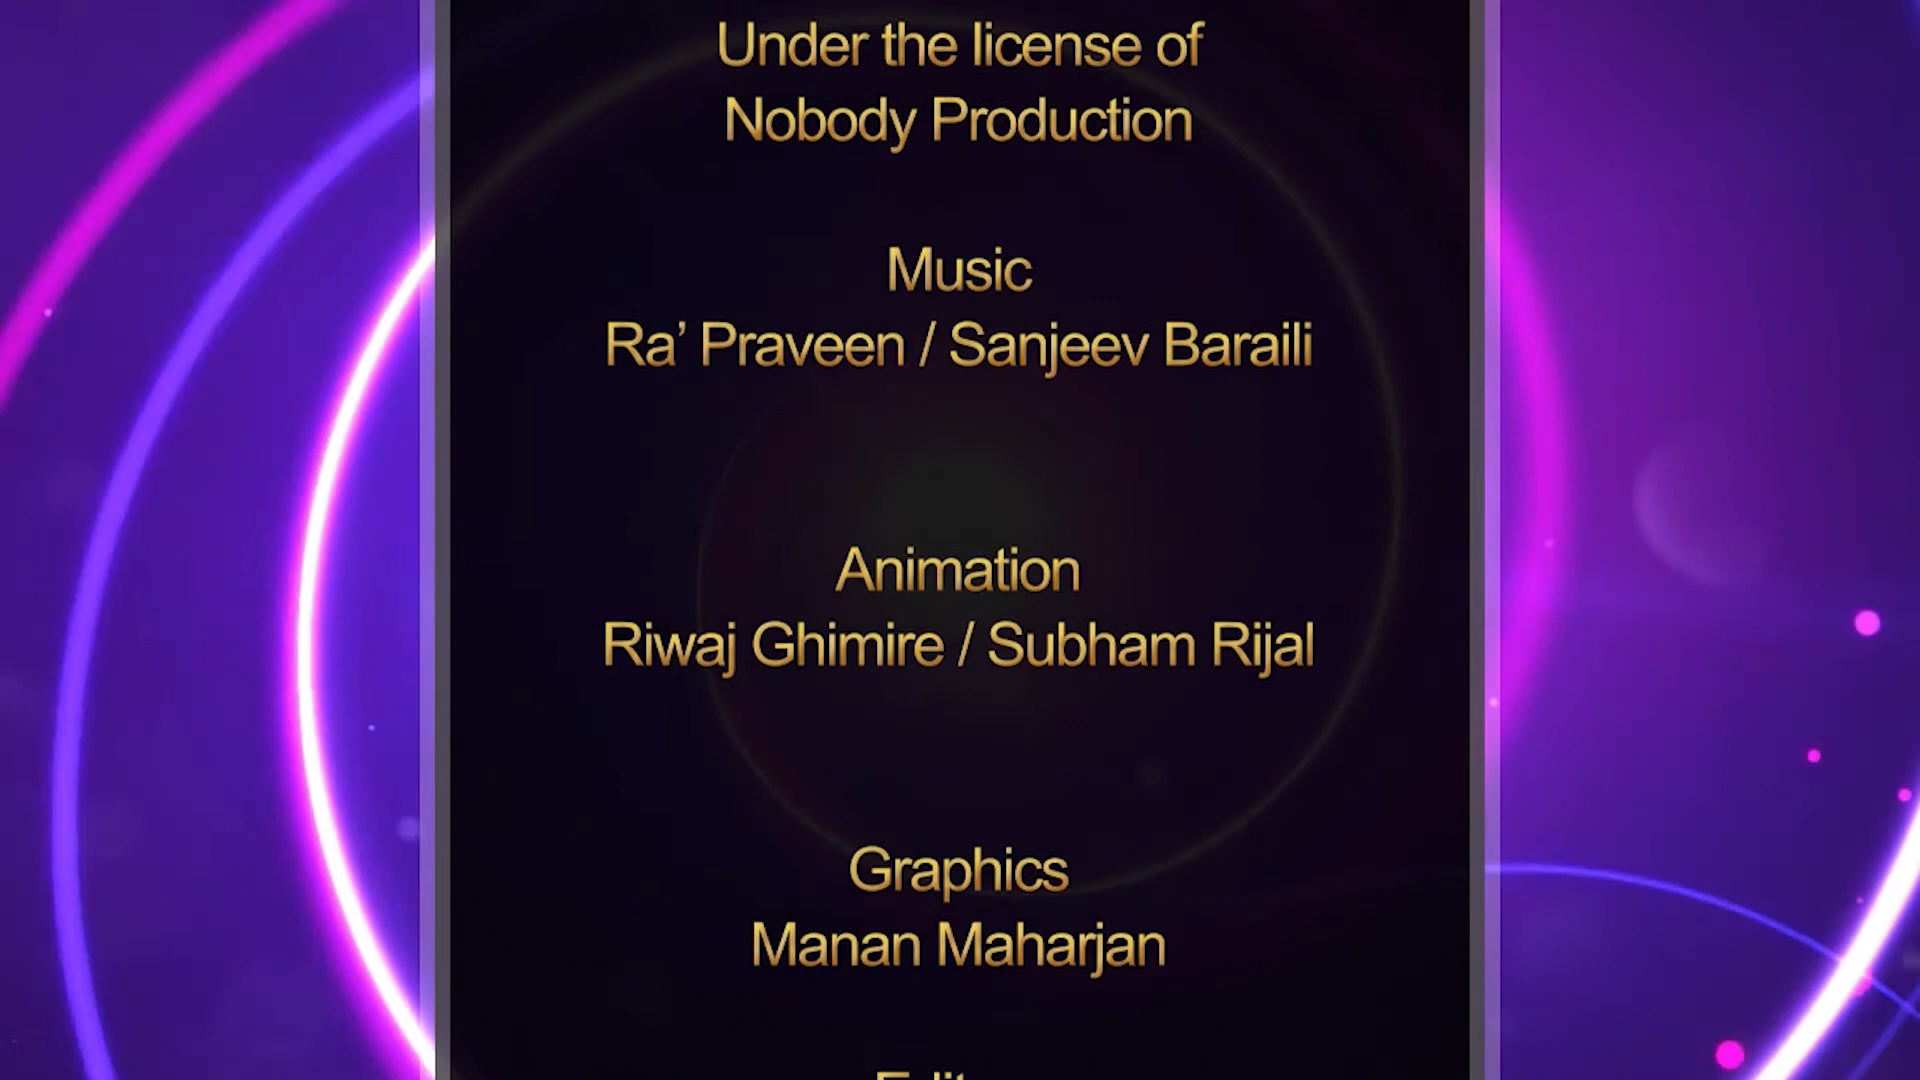 Under the license of
Nobody Production
Music
Ra’ Praveen / Sanjeev Baraili
Animation
Riwaj Ghimire / Subham Rijal
Graphics
Manan Maharjan